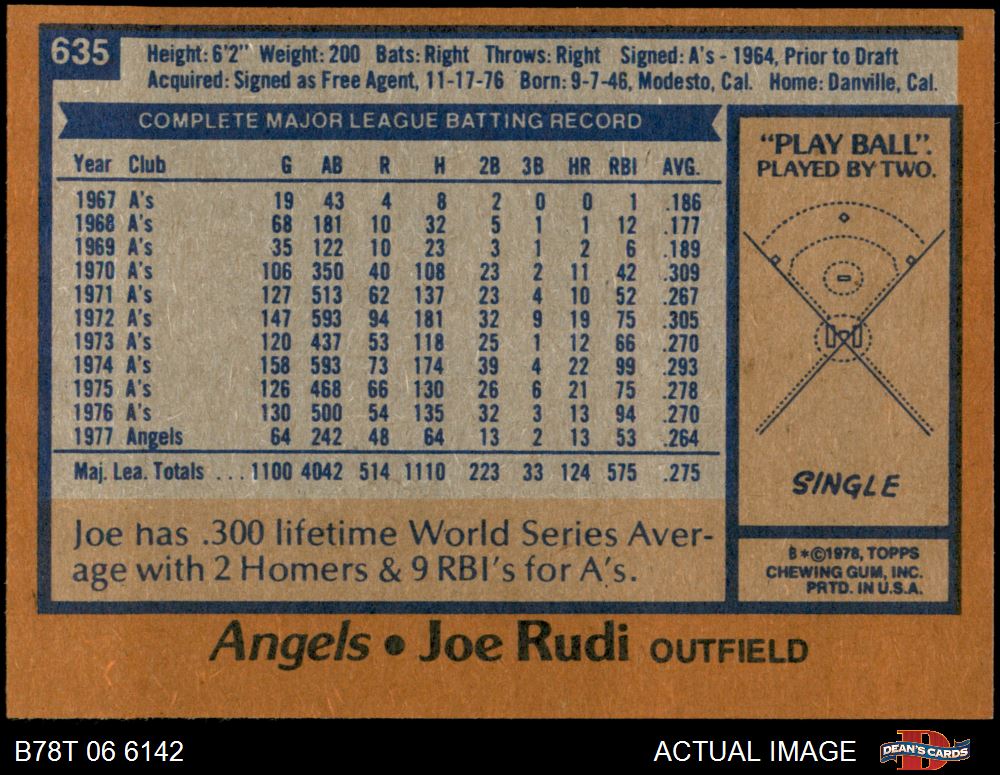 635
Height: 6'2" Weight: 200 Bats: Right Throws: Right Signed: A's - 1964, Prior to Draft
Acquired: Signed as Free Agent, 11-17-76 Born: 9-7-46, Modesto, Cal. Home: Danville, Cal.
COMPLETE MAJOR LEAGUE BATTING RECORD
Year Club G AB R H 2B 3B HR RBI AVG.
1967 A's 19 43 4 8 2 0 0 1 .186
1968 A's 68 181 10 32 5 1 1 12 .177
1969 A's 35 122 10 23 3 1 2 6 .189
1970 A's 106 350 40 108 23 2 11 42 .309
1971 A's 127 513 62 137 23 4 10 52 .267
1972 A's 147 593 94 181 32 9 19 75 .305
1973 A's 120 437 53 118 25 1 12 66 .270
1974 A's 158 593 73 174 39 4 22 99 .293
1975 A's 126 468 66 130 26 6 21 75 .278
1976 A's 130 500 54 135 32 3 13 94 .270
1977 Angels 64 242 48 64 13 2 13 53 .264
Maj. Lea. Totals ... 1100 4042 514 1110 223 33 124 575 .275
Joe has .300 lifetime World Series Aver-
age with 2 Homers & 9 RBI's for A's.
"PLAY BALL".
PLAYED BY TWO.
SINGLE
B*©1978, TOPPS
CHEWING GUM, INC.
PRTD. IN U.S.A.
Angels • Joe Rudi OUTFIELD
B78T 06 6142
ACTUAL IMAGE
DEAN'S CARDS